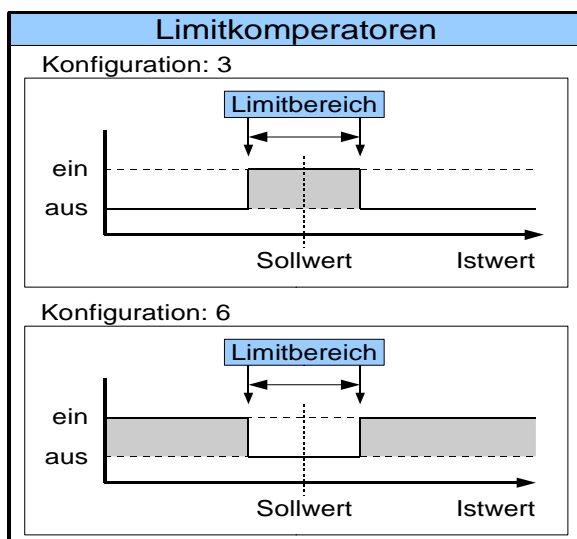 Limitkomperatoren
Konfiguration: 3
Limitbereich
ein
aus
Sollwert Istwert
Konfiguration: 6
Limitbereich
ein
aus
Sollwert Istwert